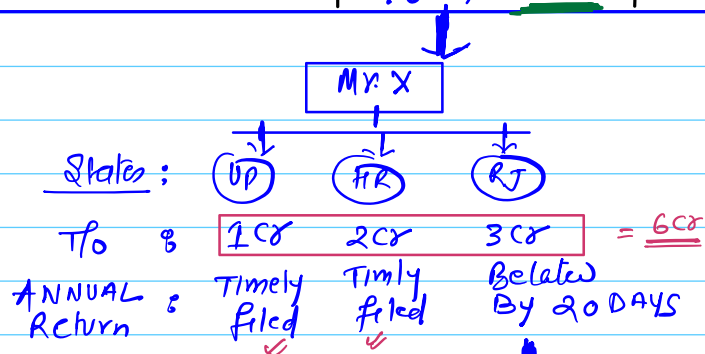 Mr. X
States : UP HR RJ
T/o : 1 Cr 2 Cr 3 Cr = 6 Cr
ANNUAL Return : Timely filed Timly filed Belated By 20 DAYS